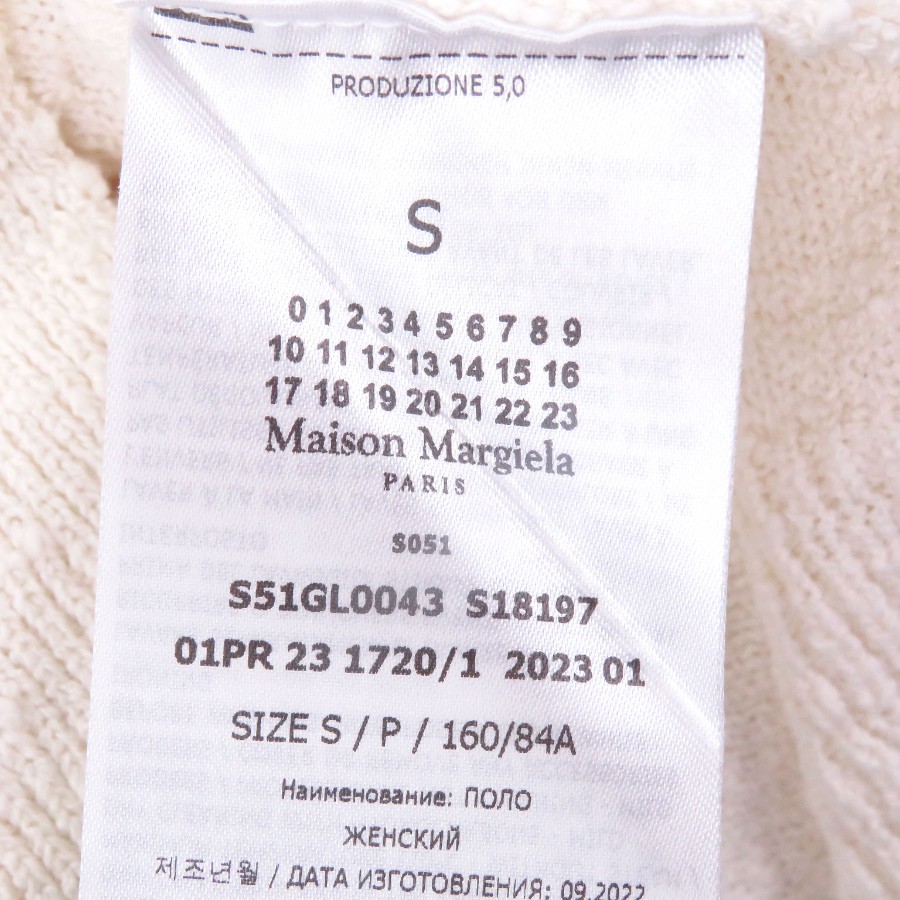 PRODUZIONE 5,0
S
0 1 2 3 4 5 6 7 8 9
10 11 12 13 14 15 16
17 18 19 20 21 22 23
Maison Margiela
PARIS
S051
S51GL0043 S18197
01PR 23 1720/1 2023 01
SIZE S / P / 160/84A
Наименование: ПОЛО
ЖЕНСКИЙ
제조년월 / ДАТА ИЗГОТОВЛЕНИЯ: 09.2022